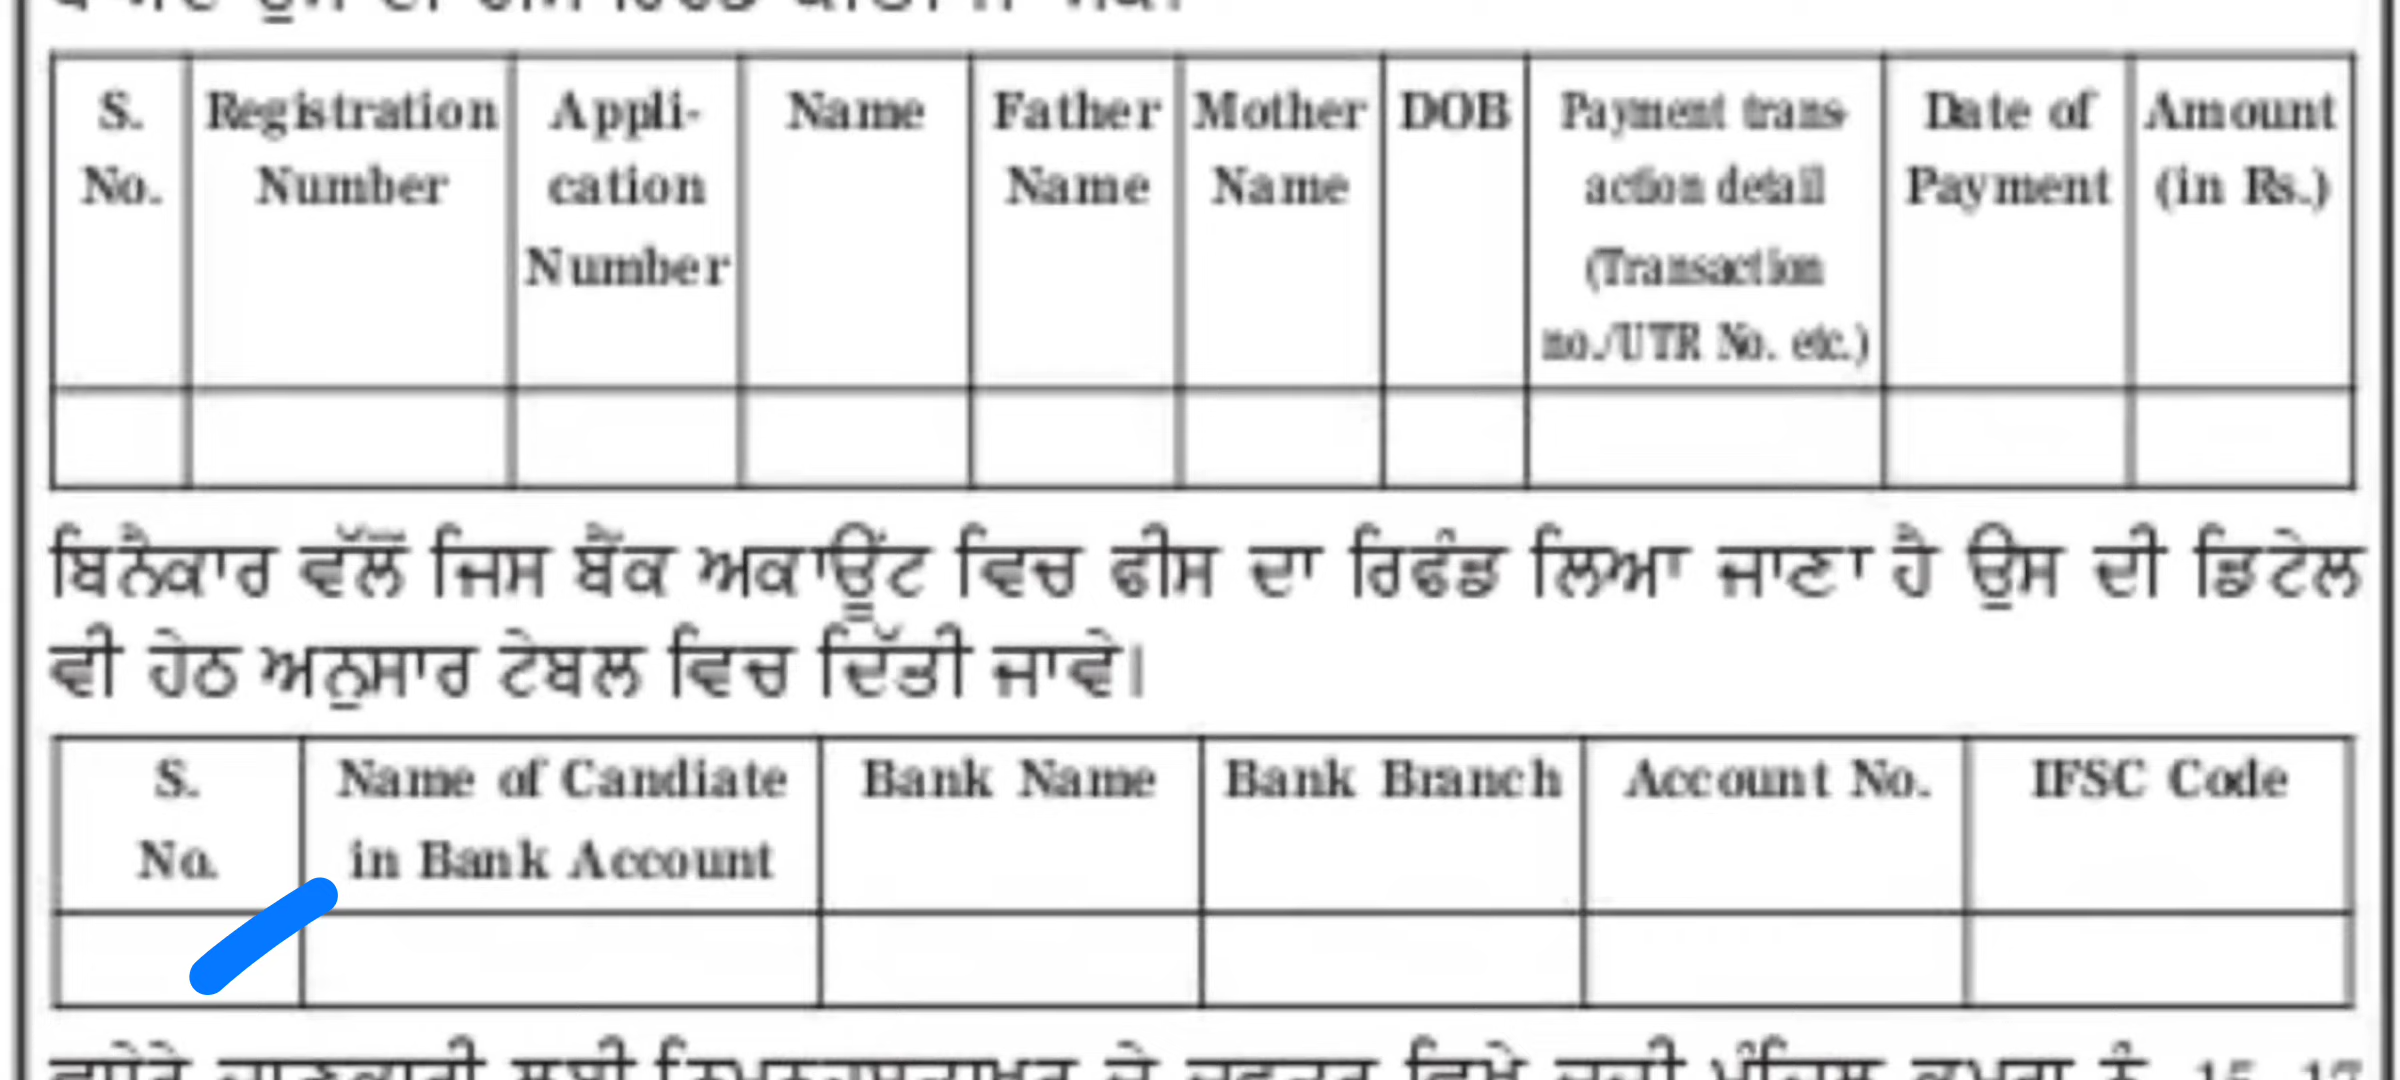 S. No.
Registration Number
Appli-cation Number
Name
Father Name
Mother Name
DOB
Payment trans-action detail (Transaction no./UTR No. etc.)
Date of Payment
Amount (in Rs.)
ਬਿਨੈਕਾਰ ਵੱਲੋਂ ਜਿਸ ਬੈਂਕ ਅਕਾਊਂਟ ਵਿਚ ਫੀਸ ਦਾ ਰਿਫੰਡ ਲਿਆ ਜਾਣਾ ਹੈ ਉਸ ਦੀ ਡਿਟੇਲ
ਵੀ ਹੇਠ ਅਨੁਸਾਰ ਟੇਬਲ ਵਿਚ ਦਿੱਤੀ ਜਾਵੇ।
S. No.
Name of Candiate in Bank Account
Bank Name
Bank Branch
Account No.
IFSC Code